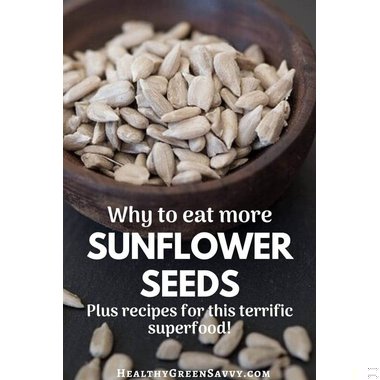 Why to eat more
SUNFLOWER
SEEDS
Plus recipes for this terrific
superfood!
HEALTHYGREENSAVVY.COM